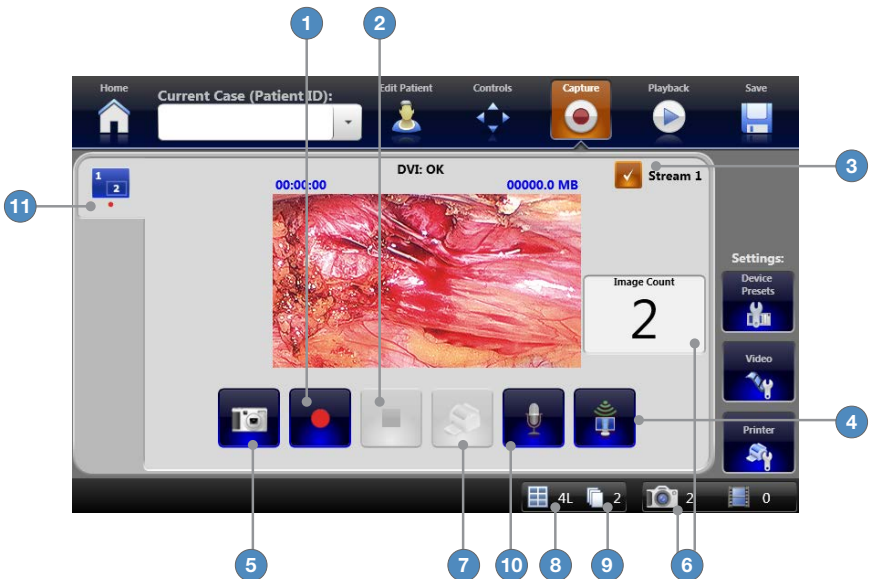 1
2
Home
Current Case (Patient ID):
Edit Patient
Controls
Capture
Playback
Save
DVI: OK
00:00:00
00000.0 MB
Stream 1
3
1
2
11
Settings:
Device
Presets
Image Count
2
Video
Printer
4
4L
2
2
0
5
7
10
8
9
6